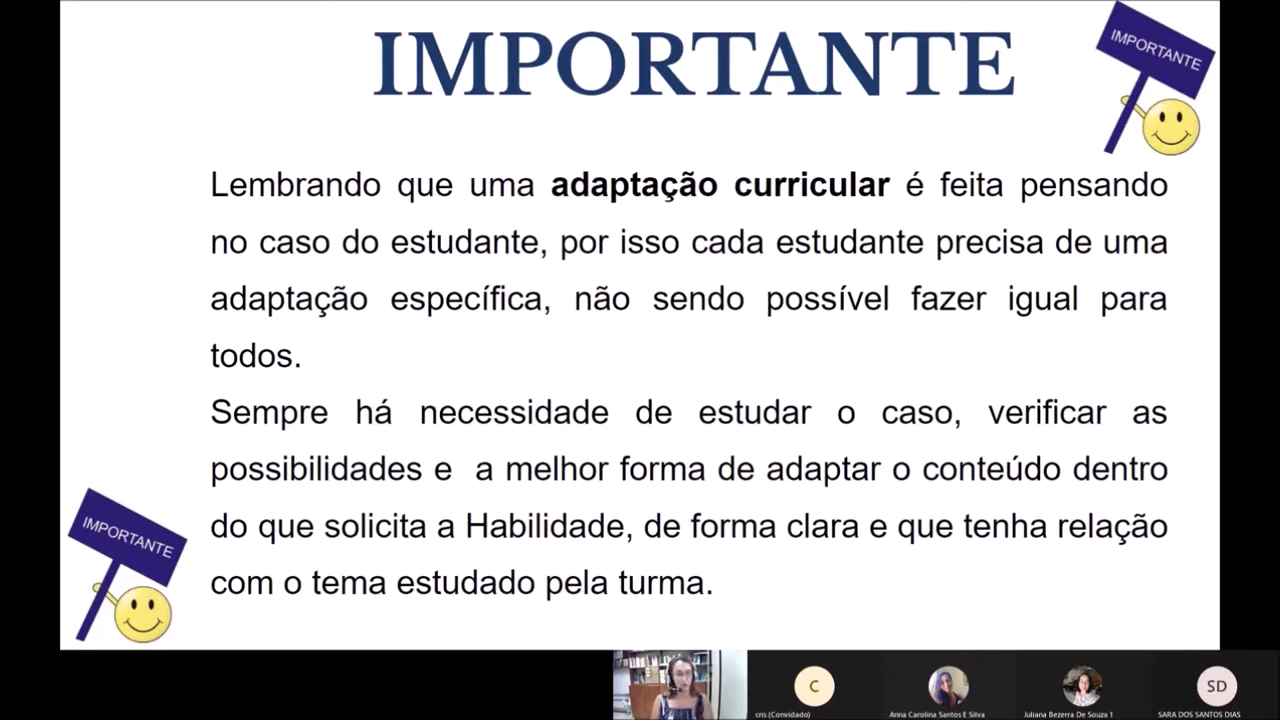 IMPORTANTE
IMPORTANTE
Lembrando que uma adaptação curricular é feita pensando
no caso do estudante, por isso cada estudante precisa de uma
adaptação específica, não sendo possível fazer igual para
todos.
Sempre há necessidade de estudar o caso, verificar as
possibilidades e a melhor forma de adaptar o conteúdo dentro
do que solicita a Habilidade, de forma clara e que tenha relação
com o tema estudado pela turma.
IMPORTANTE
C
SD
cris (Convidado)
Anna Carolina Santos E Silva
Juliana Bezerra De Souza 1
SARA DOS SANTOS DIAS